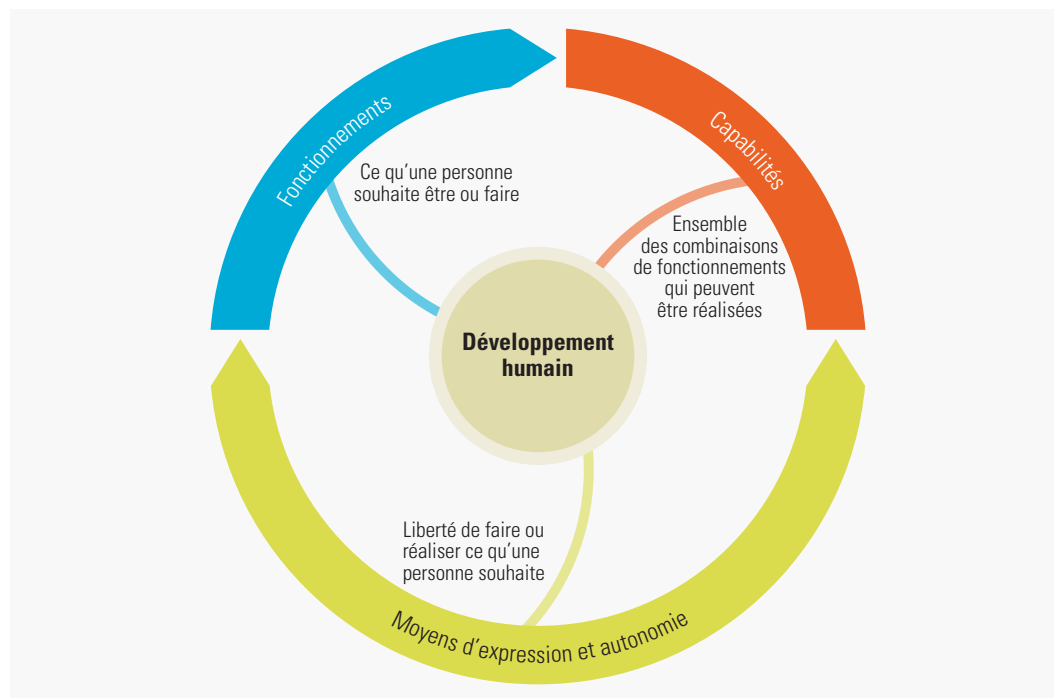 Fonctionnements
Ce qu’une personne
souhaite être ou faire
Capabilités
Ensemble
des combinaisons
de fonctionnements
qui peuvent
être réalisées
Développement
humain
Liberté de faire ou
réaliser ce qu’une
personne souhaite
Moyens d’expression et autonomie